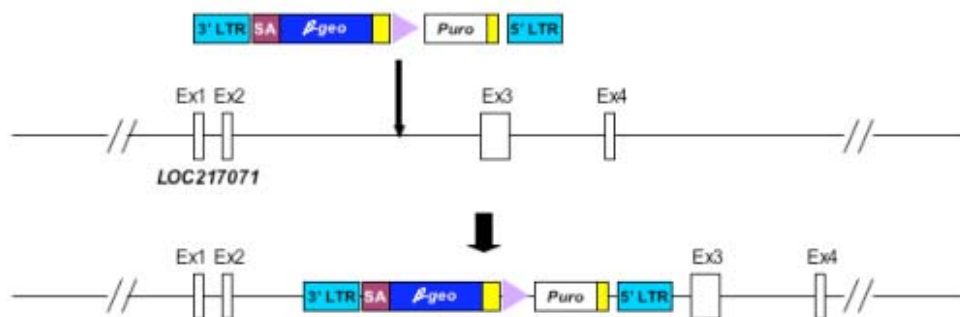 3' LTR SA β-geo Puro 5' LTR
Ex1 Ex2 Ex3 Ex4
LOC217071
Ex1 Ex2 Ex3 Ex4
3' LTR SA β-geo Puro 5' LTR